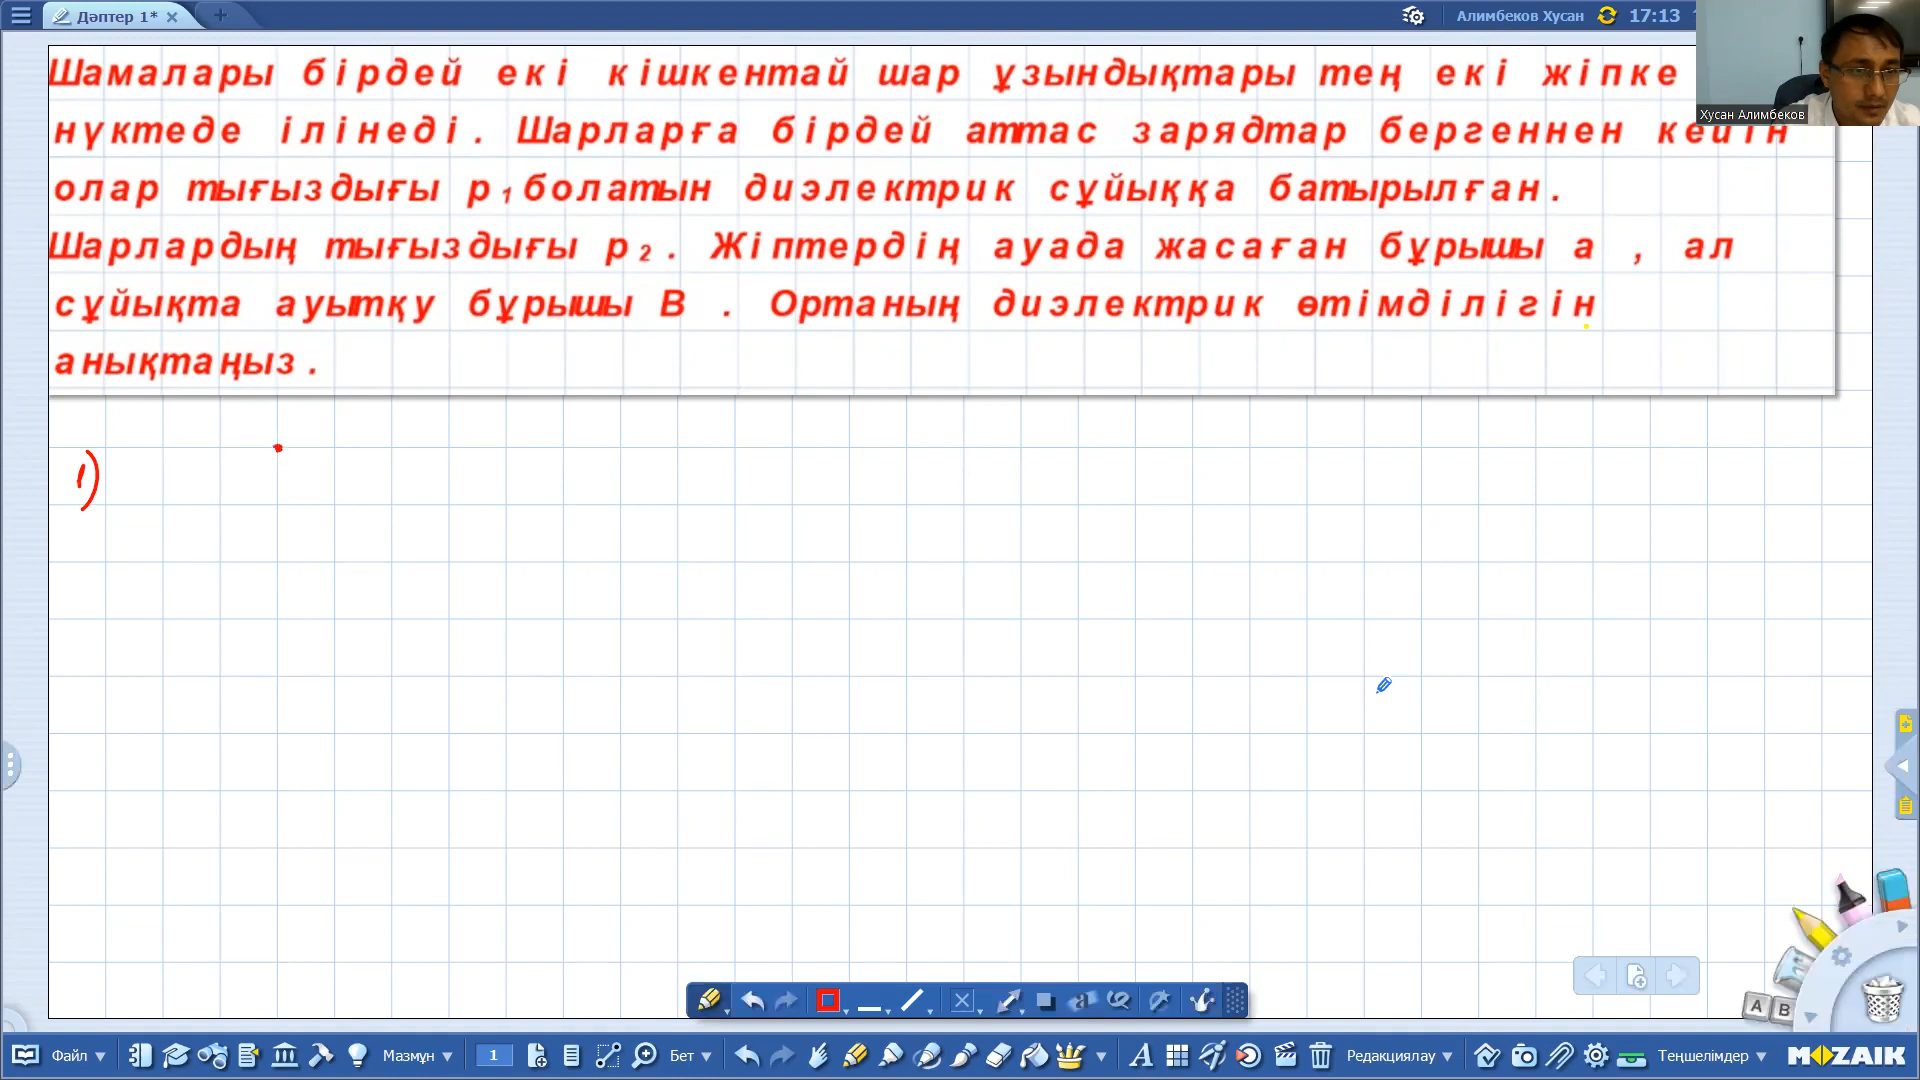 Дәптер 1*
Алимбеков Хусан 17:13
Шамалары бірдей екі кішкентай шар ұзындықтары тең екі жіпке
нүктеде ілінеді. Шарларға бірдей аттас зарядтар бергеннен кейін
олар тығыздығы р₁ болатын диэлектрик сұйыққа батырылған.
Шарлардың тығыздығы р₂. Жіптердің ауада жасаған бұрышы а , ал
сұйықта ауытқу бұрышы В . Ортаның диэлектрик өтімділігін
анықтаңыз.
Хусан Алимбеков
1)
A B
Файл Мазмұн 1 Бет A Редакциялау Теңшелімдер MOZAIK